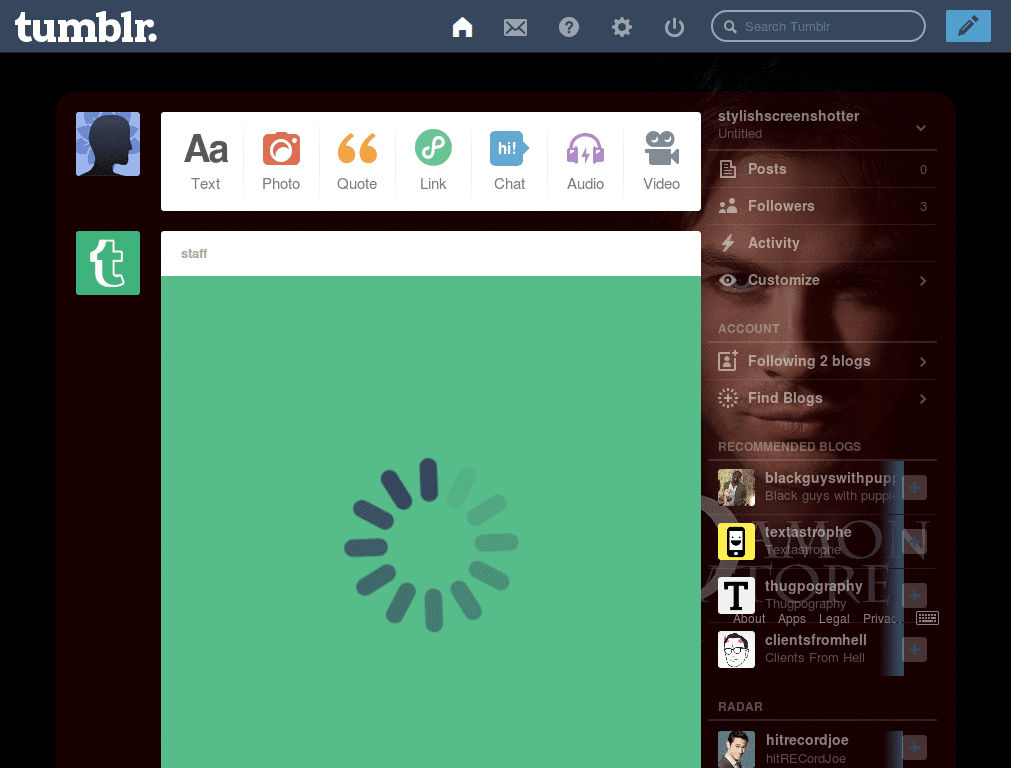 tumblr.
Search Tumblr
Aa
Text
Photo
Quote
Link
hi!
Chat
Audio
Video
stylishscreenshotter
Untitled
Posts 0
Followers 3
Activity
Customize
ACCOUNT
Following 2 blogs
Find Blogs
RECOMMENDED BLOGS
t
staff
blackguyswithpupp
Black guys with puppie
textastrophe
Textastrophe
T
thugpography
Thugpography
About Apps Legal Privac
clientsfromhell
Clients From Hell
RADAR
hitrecordjoe
hitRECordJoe
DAMON